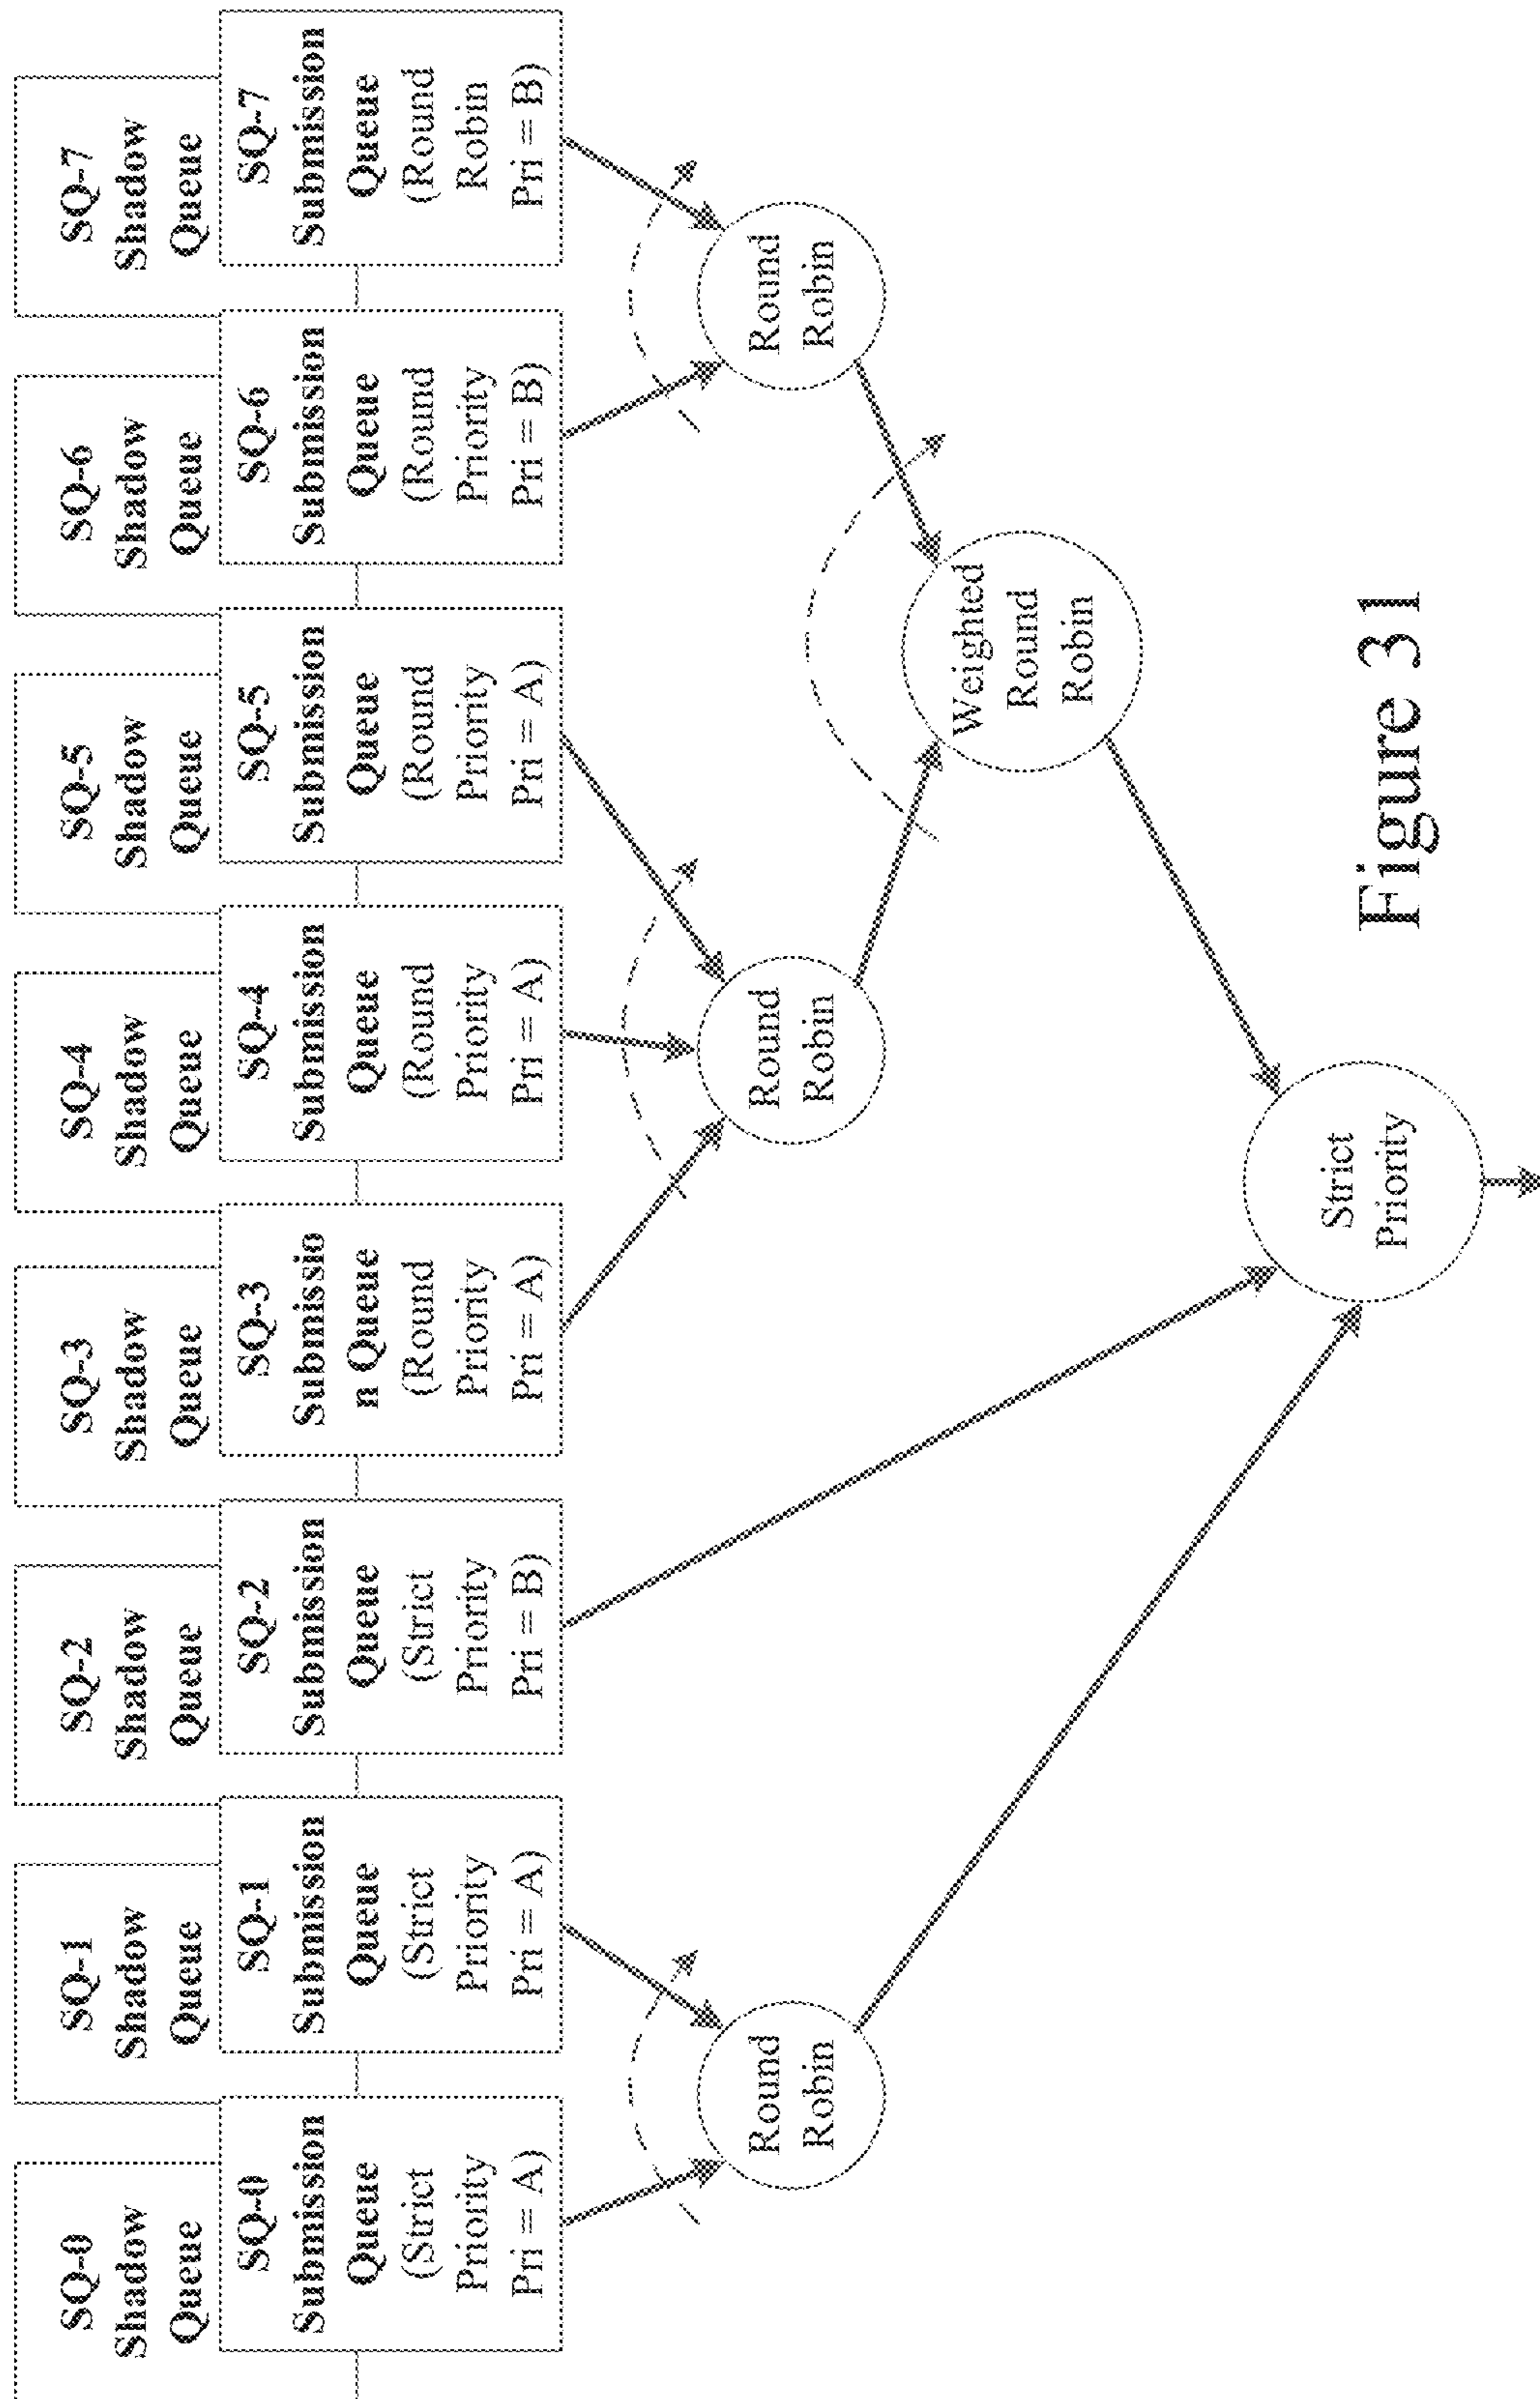 SQ-0
Shadow
Queue
SQ-1
Shadow
Queue
SQ-2
Shadow
Queue
SQ-3
Shadow
Queue
SQ-4
Shadow
Queue
SQ-5
Shadow
Queue
SQ-6
Shadow
Queue
SQ-7
Shadow
Queue
SQ-0
Submission
Queue
(Strict
Priority
Pri = A)
SQ-1
Submission
Queue
(Strict
Priority
Pri = A)
SQ-2
Submission
Queue
(Strict
Priority
Pri = B)
SQ-3
Submissio
n Queue
(Round
Priority
Pri = A)
SQ-4
Submission
Queue
(Round
Priority
Pri = A)
SQ-5
Submission
Queue
(Round
Priority
Pri = A)
SQ-6
Submission
Queue
(Round
Priority
Pri = B)
SQ-7
Submission
Queue
(Round
Robin
Pri = B)
Round
Robin
Round
Robin
Round
Robin
Weighted
Round
Robin
Strict
Priority
Figure 31